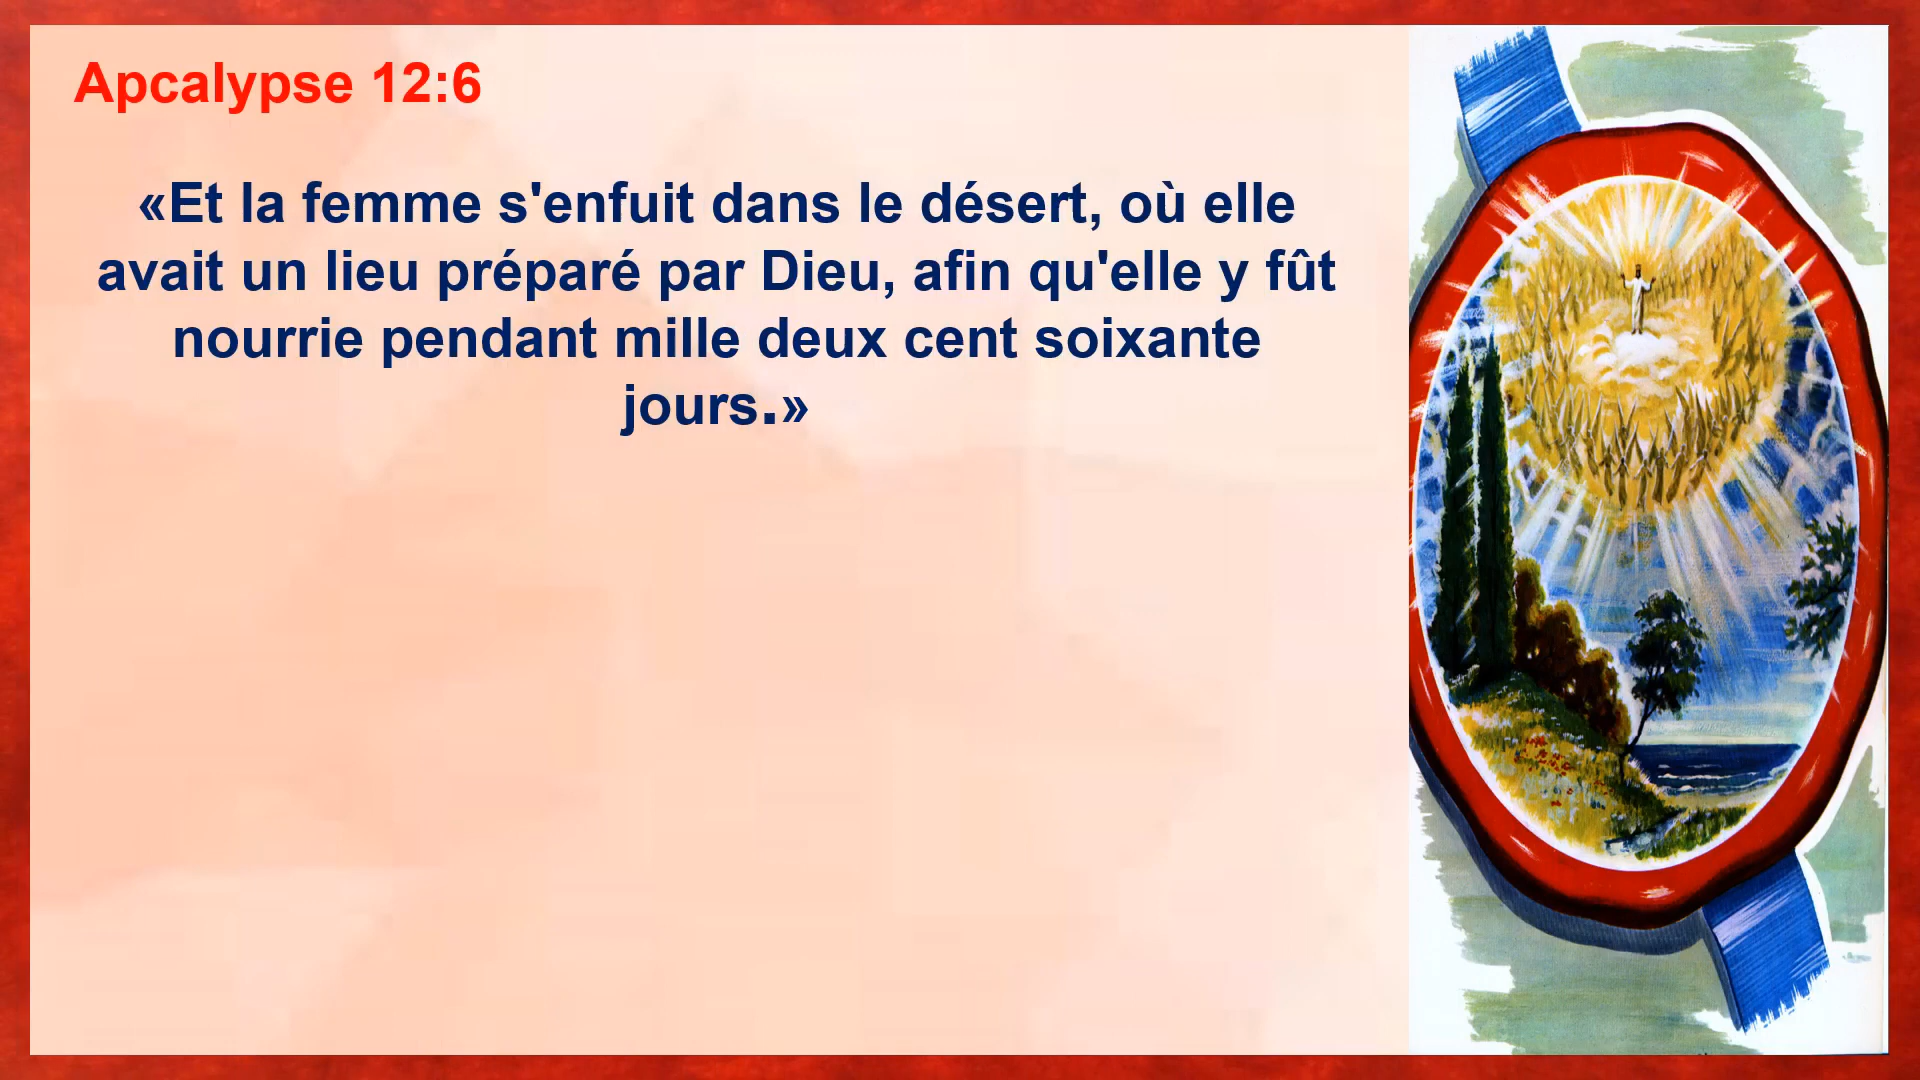 Apcalypse 12:6
«Et la femme s'enfuit dans le désert, où elle
avait un lieu préparé par Dieu, afin qu'elle y fût
nourrie pendant mille deux cent soixante
jours.»